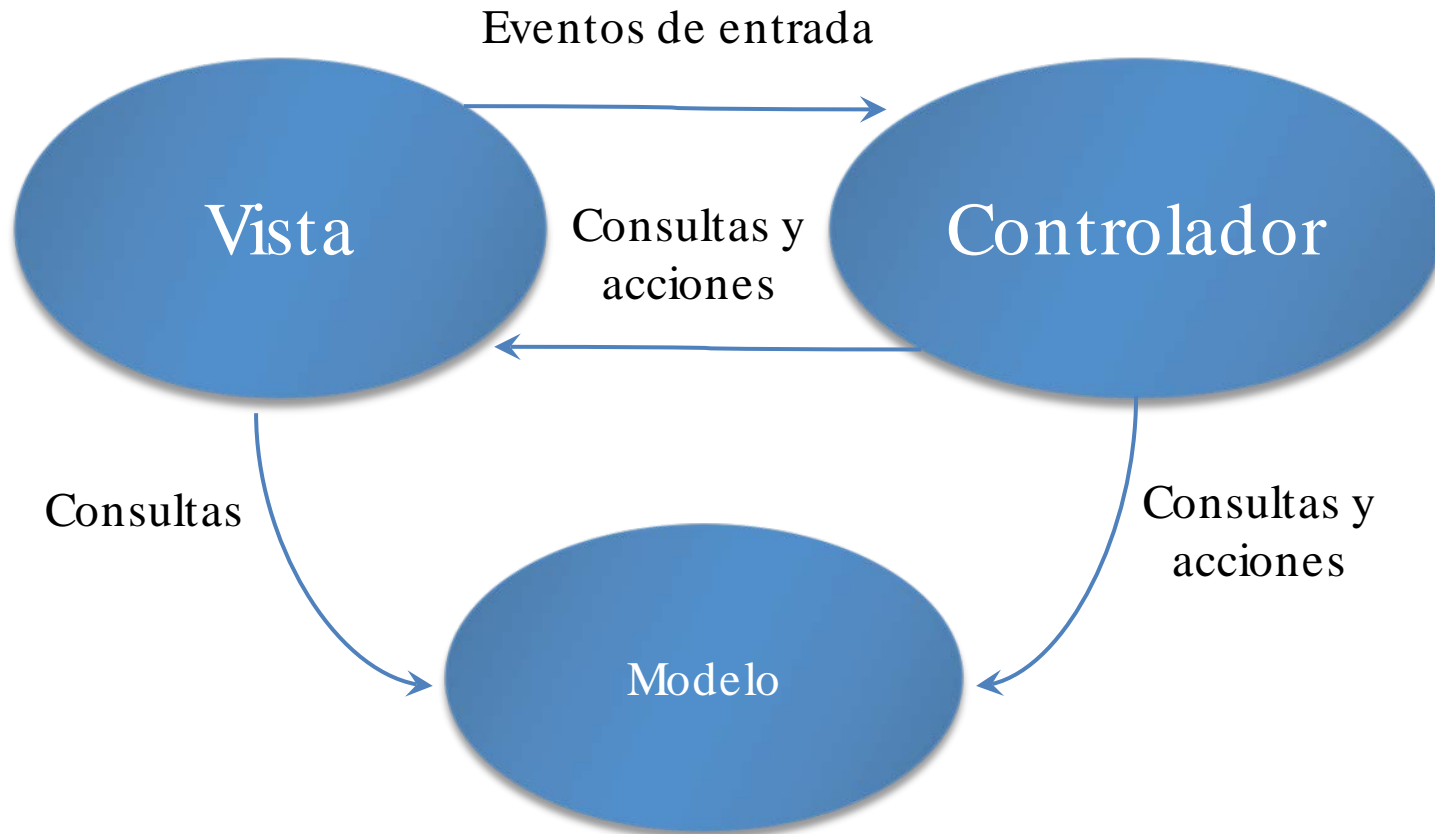 Eventos de entrada
Vista
Consultas y
acciones
Controlador
Consultas
Consultas y
acciones
Modelo